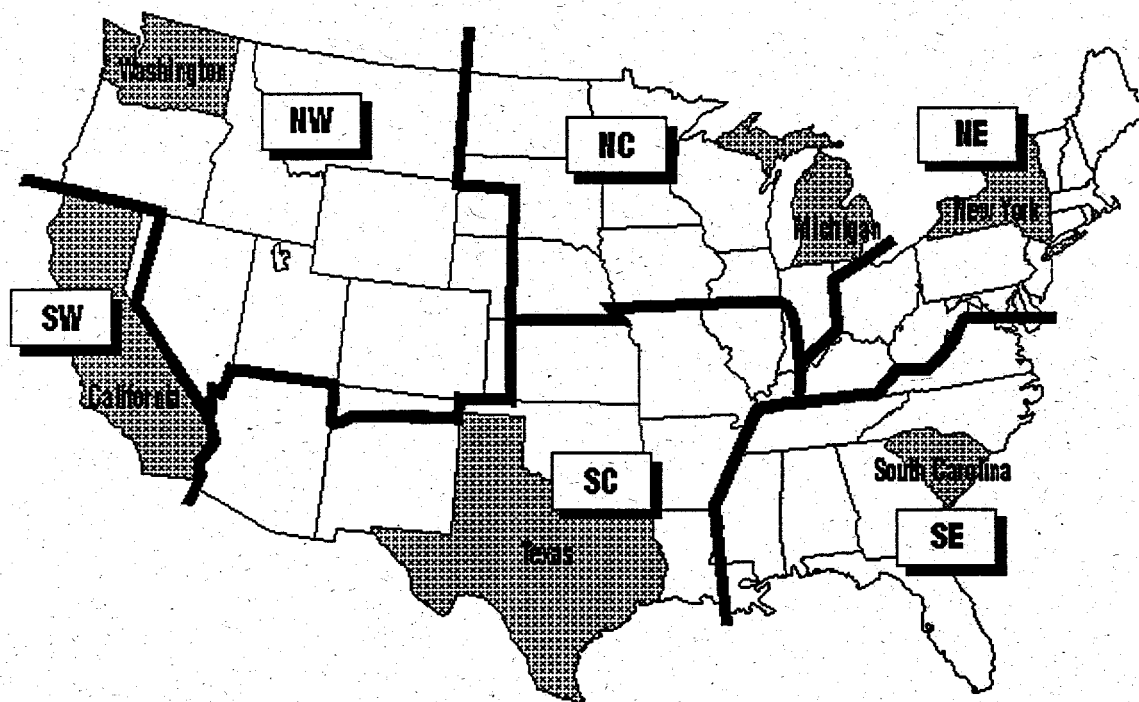 Washington
NW
NC
NE
New York
Michigan
SW
California
SC
South Carolina
SE
Texas